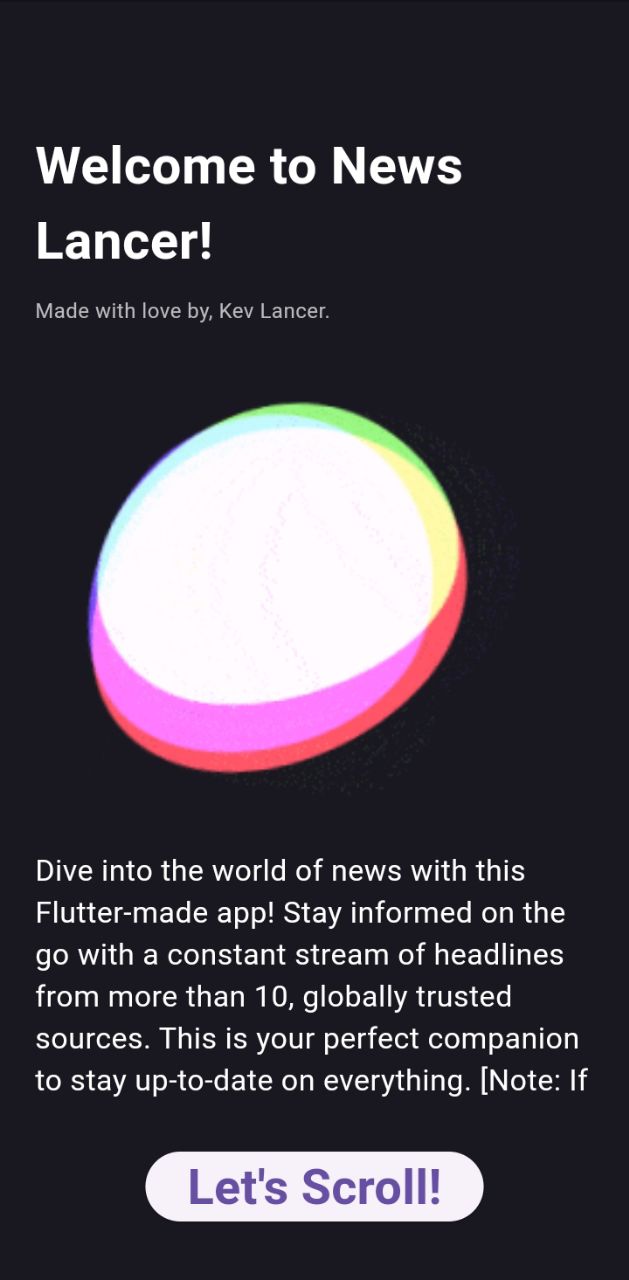 Welcome to News
Lancer!
Made with love by, Kev Lancer.
Dive into the world of news with this
Flutter-made app! Stay informed on the
go with a constant stream of headlines
from more than 10, globally trusted
sources. This is your perfect companion
to stay up-to-date on everything. [Note: If
Let's Scroll!